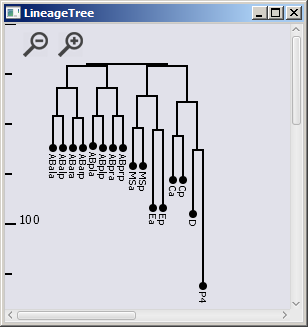 LineageTree
ABala
ABalp
ABara
ABarp
ABpla
ABplp
ABpra
ABprp
MSa
MSp
Ea
Ep
Ca
Cp
D
P4
100